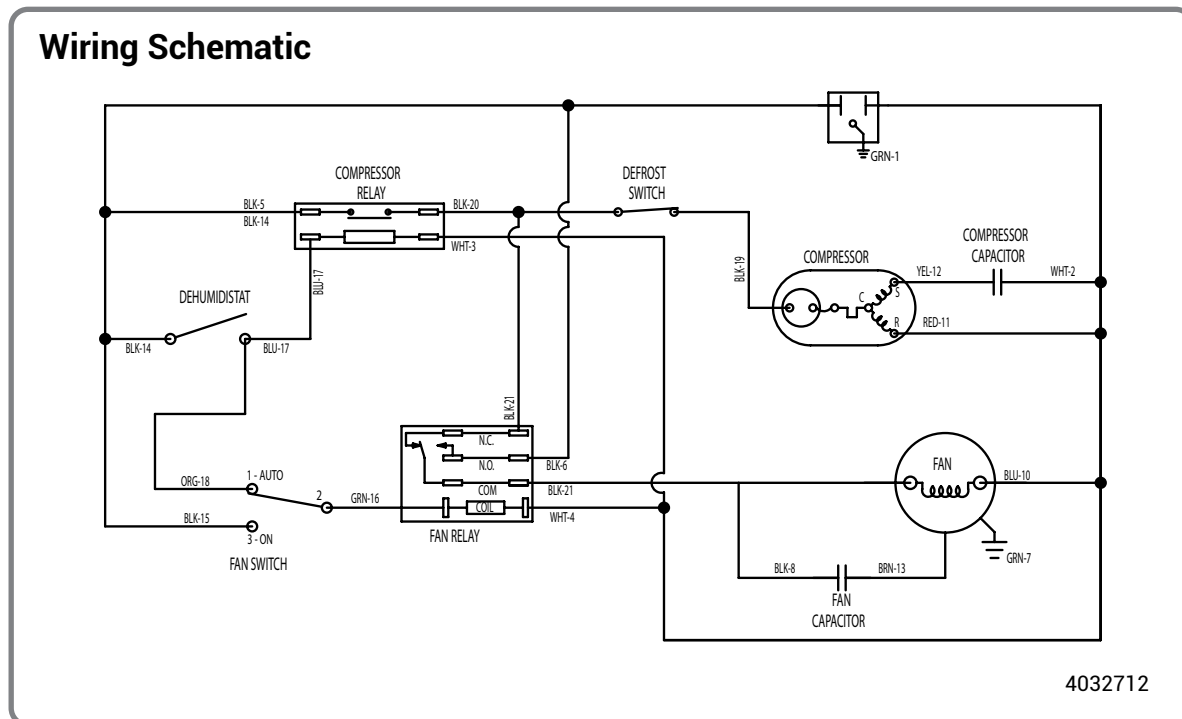 Wiring Schematic
GRN-1
COMPRESSOR
RELAY
DEFROST
SWITCH
BLK-5
BLK-14
BLK-20
WHT-3
BLU-17
BLK-19
COMPRESSOR
CAPACITOR
COMPRESSOR
YEL-12
WHT-2
C
S
R
RED-11
DEHUMIDISTAT
BLK-14
BLU-17
BLK-21
N.C.
N.O.
BLK-6
COM
BLK-21
COIL
WHT-4
FAN RELAY
ORG-18
1 - AUTO
2
GRN-16
BLK-15
3 - ON
FAN SWITCH
FAN
BLU-10
GRN-7
BLK-8
BRN-13
FAN
CAPACITOR
4032712